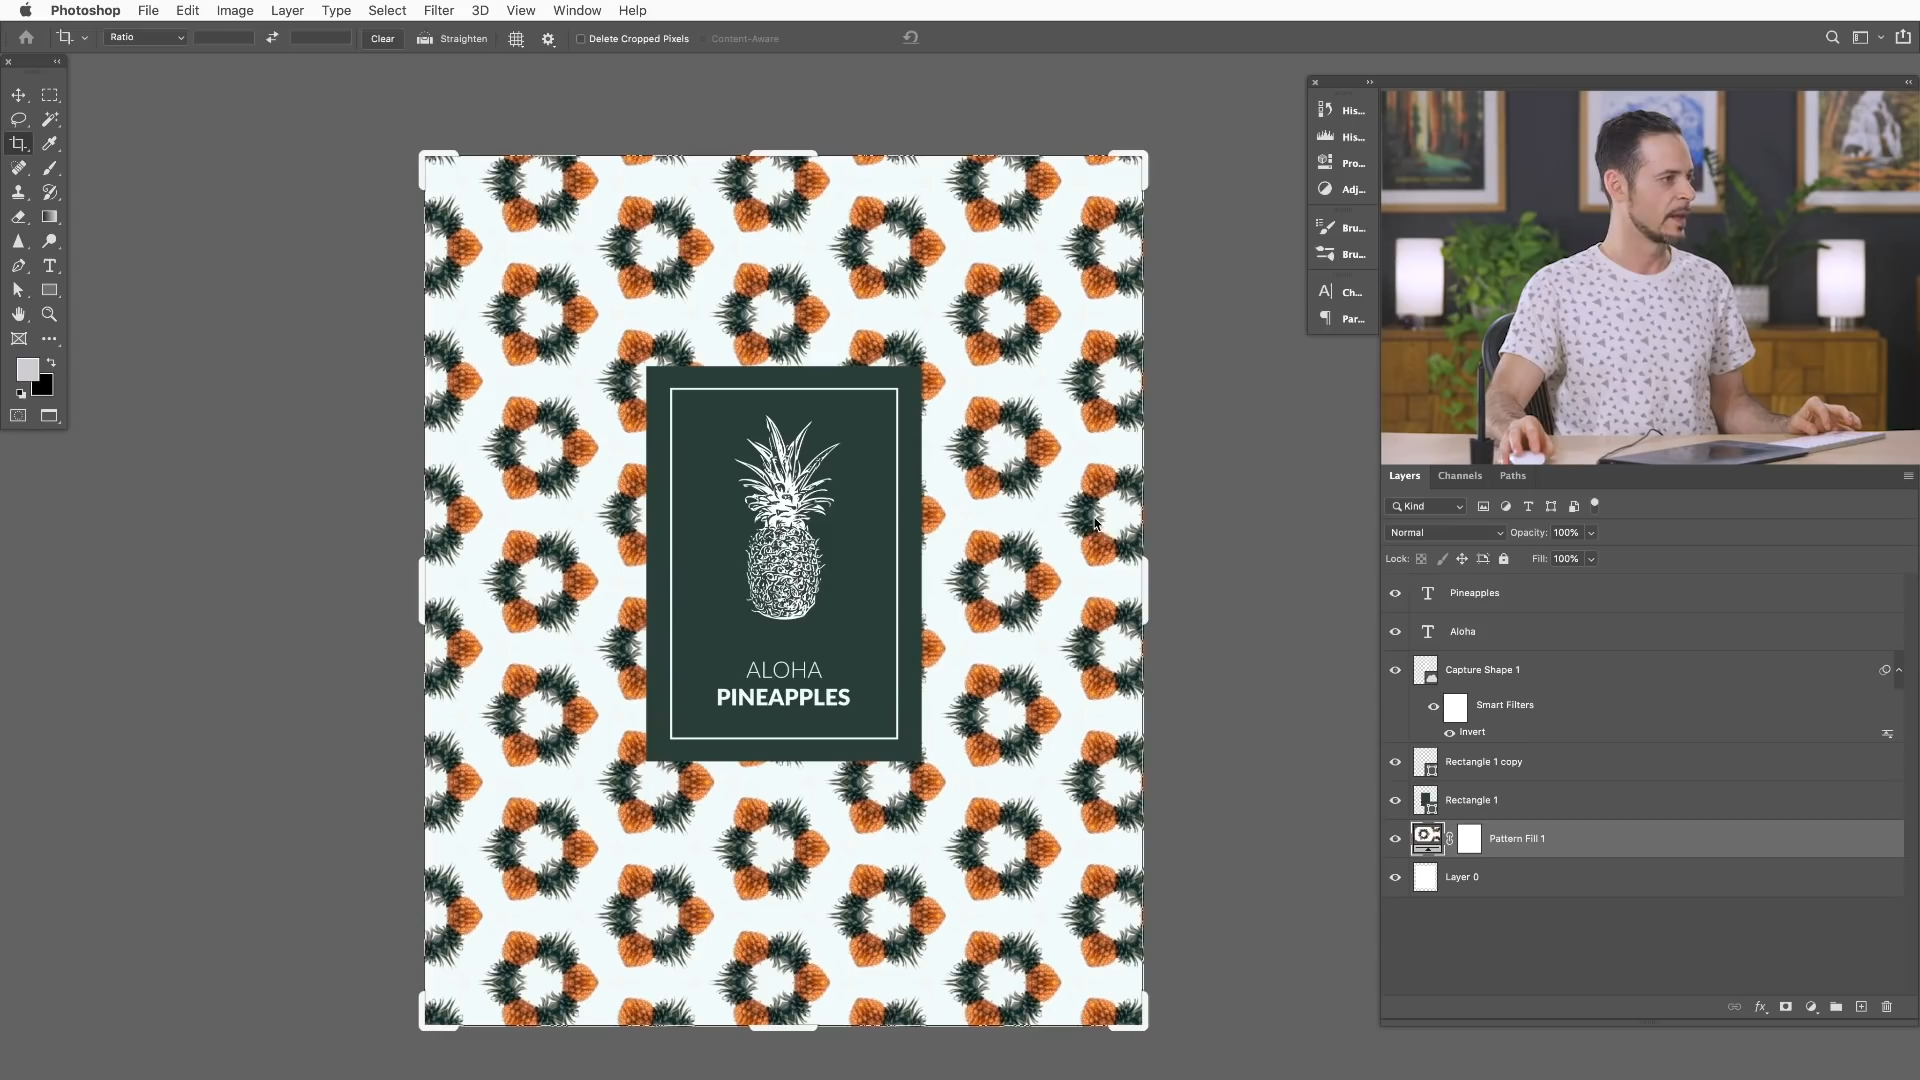 Photoshop File Edit Image Layer Type Select Filter 3D View Window Help
Ratio Clear Straighten Delete Cropped Pixels Content-Aware
His...
His...
Pro...
Adj...
Bru...
Bru...
Ch...
Par...
ALOHA
PINEAPPLES
Layers Channels Paths
Kind
Normal Opacity: 100%
Lock: Fill: 100%
Pineapples
Aloha
Capture Shape 1
Smart Filters
Invert
Rectangle 1 copy
Rectangle 1
Pattern Fill 1
Layer 0
fx